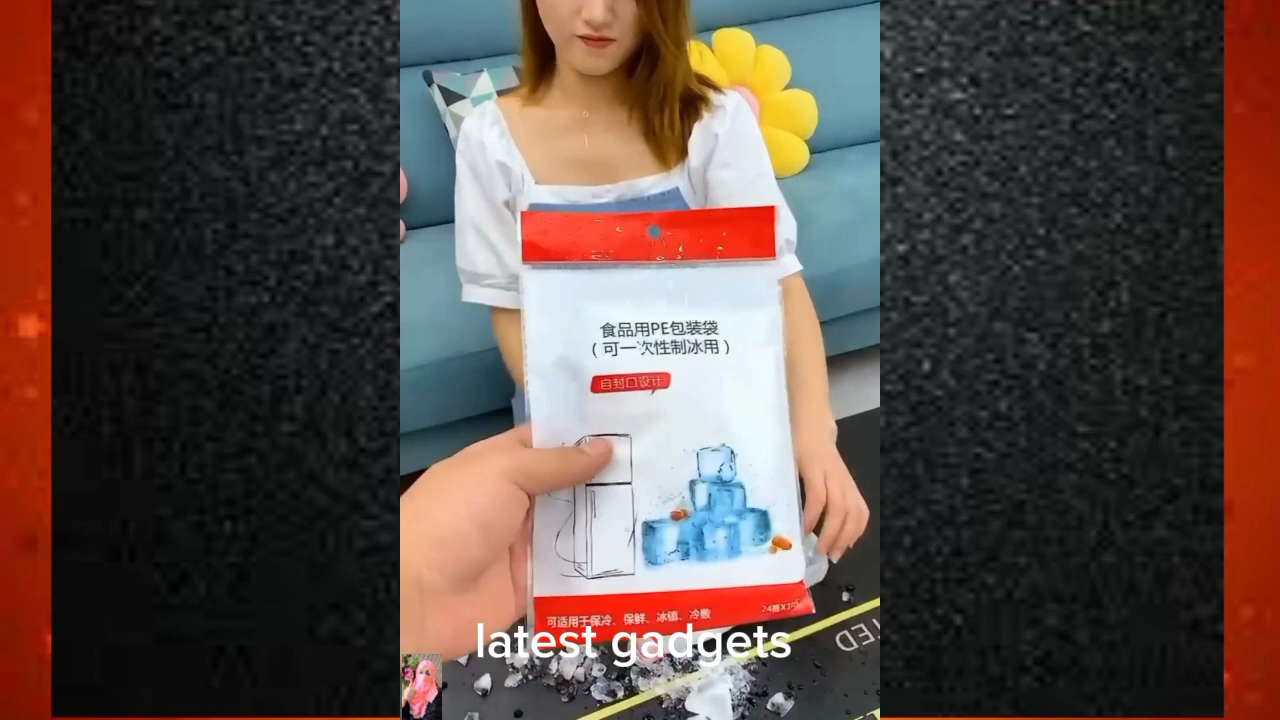 食品用PE包装袋
（可一次性制冰用）
自封口设计
可适用于保冷、保鲜、冰镇、冷敷
latest gadgets